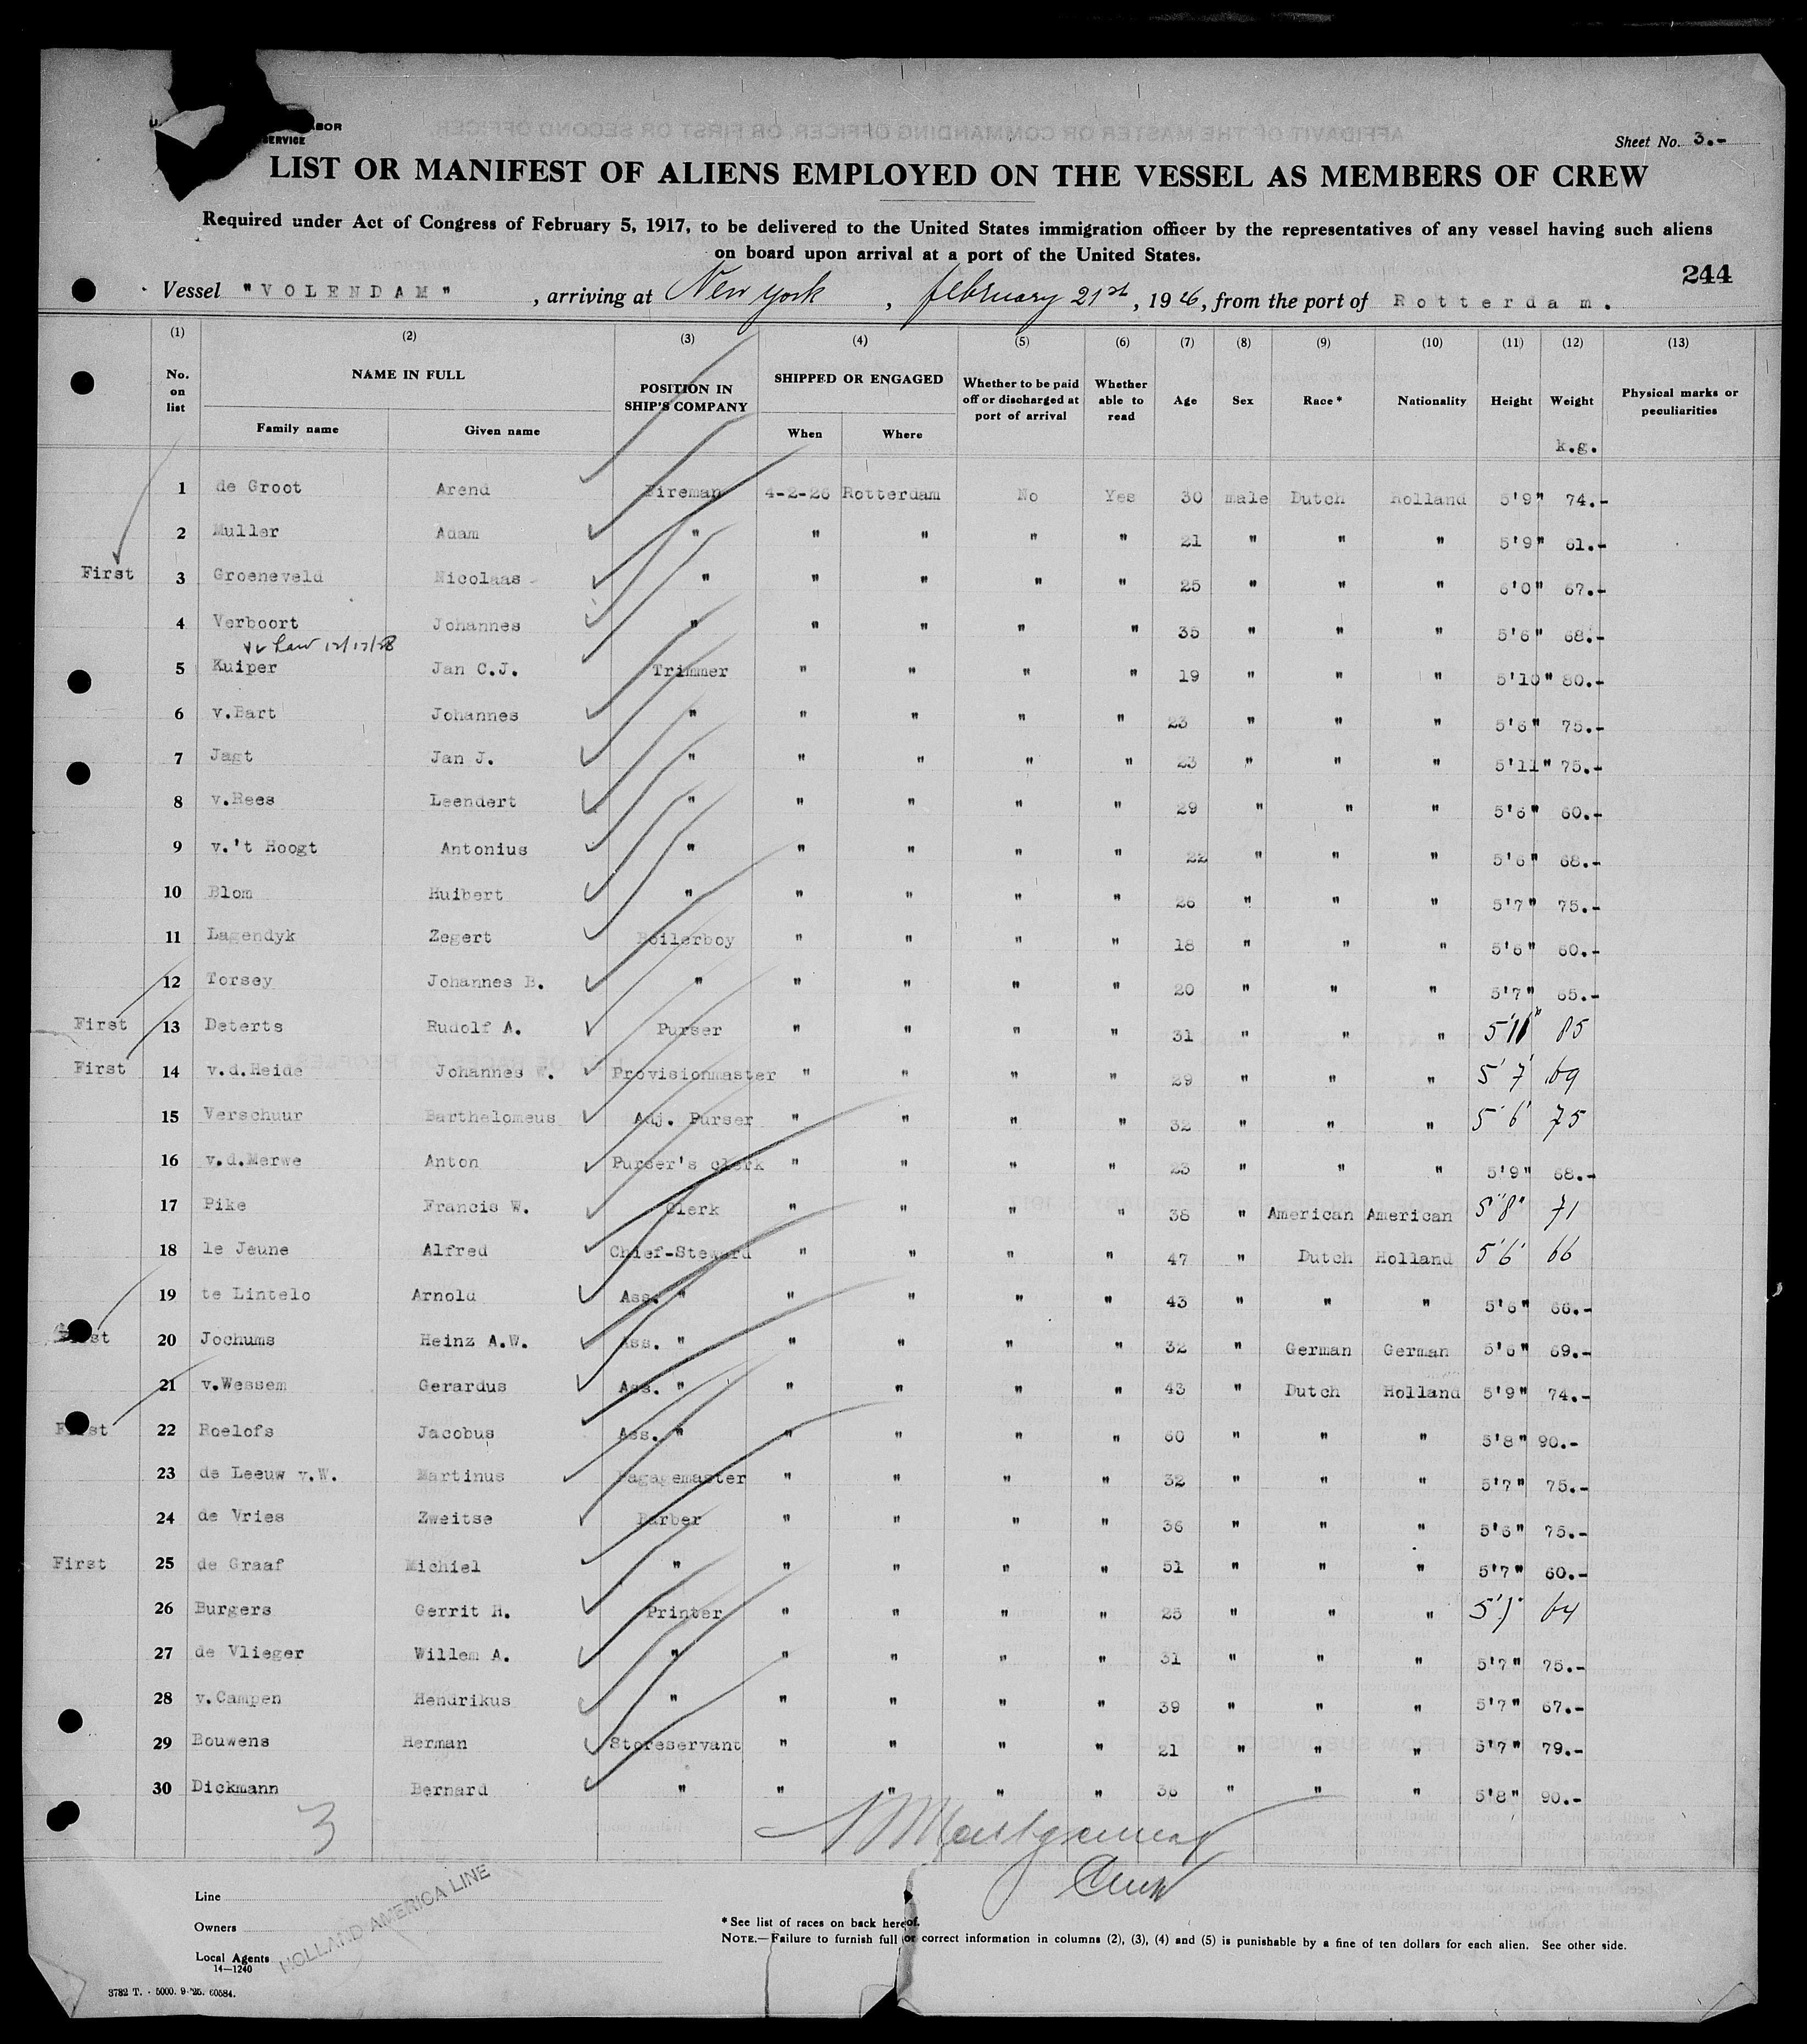 ABOR
SERVICE
Sheet No. 3.-
LIST OR MANIFEST OF ALIENS EMPLOYED ON THE VESSEL AS MEMBERS OF CREW
Required under Act of Congress of February 5, 1917, to be delivered to the United States immigration officer by the representatives of any vessel having such aliens
on board upon arrival at a port of the United States.
244
Vessel "VOLENDAM" , arriving at New York , February 21st, 1926, from the port of Rotterdam.
(1) (2) (3) (4) (5) (6) (7) (8) (9) (10) (11) (12) (13)
No. on list NAME IN FULL Family name Given name POSITION IN SHIP'S COMPANY SHIPPED OR ENGAGED When Where Whether to be paid off or discharged at port of arrival Whether able to read Age Sex Race* Nationality Height Weight k.g. Physical marks or peculiarities
1 de Groot Arend Fireman 4-2-26 Rotterdam No Yes 30 male Dutch Holland 5'9" 74.-
2 Muller Adam " " " " " 21 " " " 5'9" 61.-
First 3 Groeneveld Nicolaas " " " " " 25 " " " 6'0" 67.-
4 Verboort Johannes " " " " " 35 " " " 5'6" 68.-
12/17/28
5 Kuiper Jan C.J. Trimmer " " " " 19 " " " 5'10" 80.-
6 v.Bart Johannes " " " " " 23 " " " 5'6" 75.-
7 Jagt Jan J. " " " " " 23 " " " 5'11" 75.-
8 v.Rees Leendert " " " " " 29 " " " 5'6" 60.-
9 v.'t Hoogt Antonius " " " " " 22 " " " 5'6" 68.-
10 Blom Huibert " " " " " 26 " " " 5'7" 75.-
11 Lagendyk Zegert Boilerboy " " " " 18 " " " 5'6" 60.-
12 Torsey Johannes B. " " " " " 20 " " " 5'7" 65.-
First 13 Deterts Rudolf A. Purser " " " " 31 " " " 5'11" 85
First 14 v.d.Heide Johannes W. Provisionmaster " " " " 29 " " " 5'7' 69
15 Verschuur Barthelomeus Adj. Purser " " " " 32 " " " 5'6' 75
16 v.d.Merwe Anton Purser's clerk " " " " 23 " " " 5'9" 68.-
17 Pike Francis W. Clerk " " " " 38 " American American 5'8" 71
18 le Jeune Alfred Chief-Steward " " " " 47 " Dutch Holland 5'6' 66
19 te Lintelo Arnold Ass. " " " " " 43 " " " 5'6" 66.-
First 20 Jochums Heinz A.W. Ass. " " " " " 32 " German German 5'6" 69.-
21 v.Wessem Gerardus Ass. " " " " " 43 " Dutch Holland 5'9" 74.-
First 22 Roelofs Jacobus Ass. " " " " " 60 " " " 5'8" 90.-
23 de Leeuw v.W. Martinus Bagagemaster " " " " 32 " " " 5'7" 75.-
24 de Vries Zweitse Barber " " " " 36 " " " 5'6" 75.-
First 25 de Graaf Michiel " " " " " 51 " " " 5'7" 60.-
26 Burgers Gerrit H. Printer " " " " 25 " " " 64
27 de Vlieger Willem A. " " " " " 31 " " " 5'7" 75.-
28 v.Campen Hendrikus " " " " " 39 " " " 5'7" 67.-
29 Bouwens Herman Storeservant " " " " 21 " " " 5'7" 79.-
30 Dickmann Bernard " " " " " 36 " " " 5'8" 90.-
3
Line
Owners
Local Agents
HOLLAND AMERICA LINE
14—1240
* See list of races on back hereof.
NOTE.—Failure to furnish full or correct information in columns (2), (3), (4) and (5) is punishable by a fine of ten dollars for each alien. See other side.
3782 T. - 5000. 9-'25. 60584.